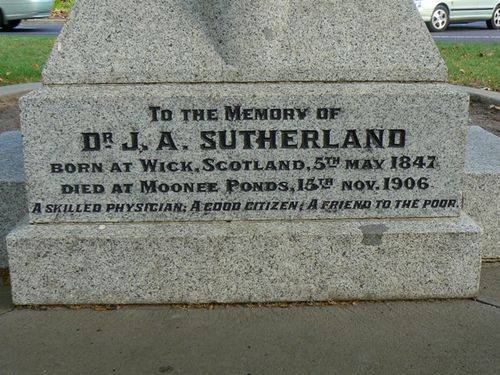 To the Memory of
Dr J. A. Sutherland
born at Wick, Scotland, 5th May 1847
died at Moonee Ponds, 15th Nov. 1906
A skilled physician; A good citizen; A friend to the poor.